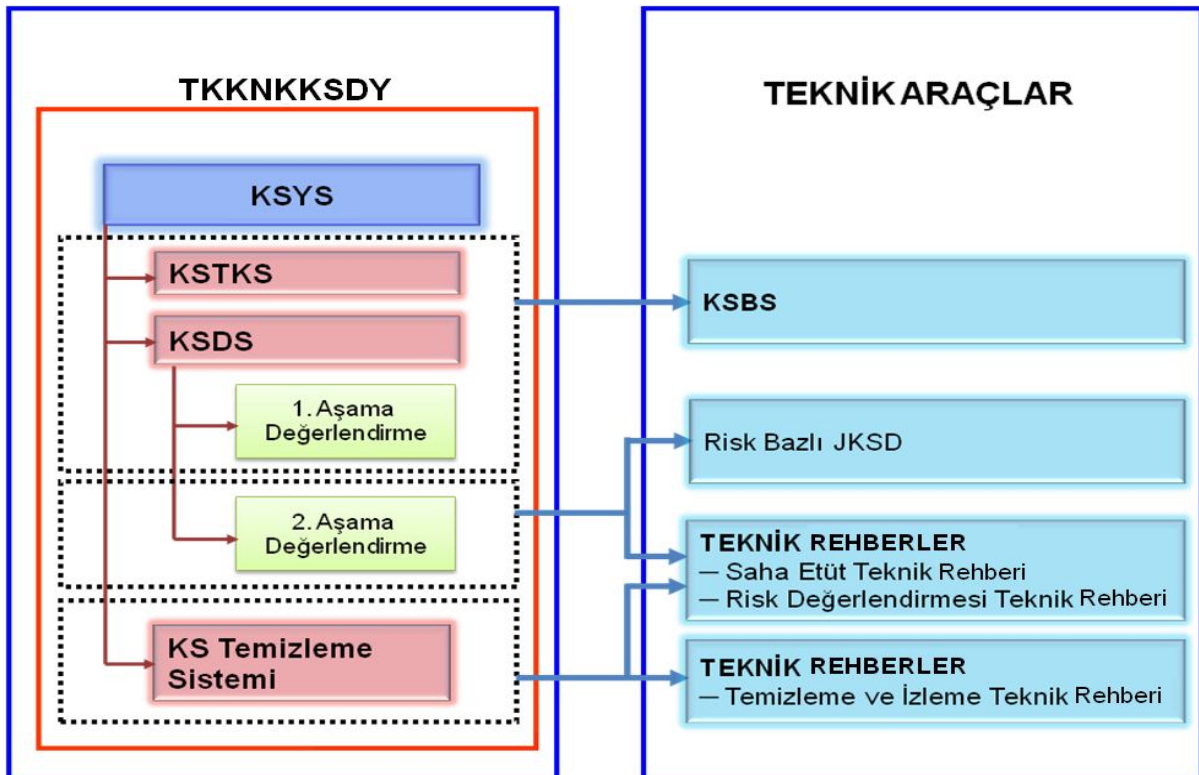 TKKNKKSDY
KSYS
KSTKS
KSDS
1. Aşama
Değerlendirme
2. Aşama
Değerlendirme
KS Temizleme
Sistemi
TEKNİK ARAÇLAR
KSBS
Risk Bazlı JKSD
TEKNİK REHBERLER
— Saha Etüt Teknik Rehberi
— Risk Değerlendirmesi Teknik Rehberi
TEKNİK REHBERLER
— Temizleme ve İzleme Teknik Rehberi